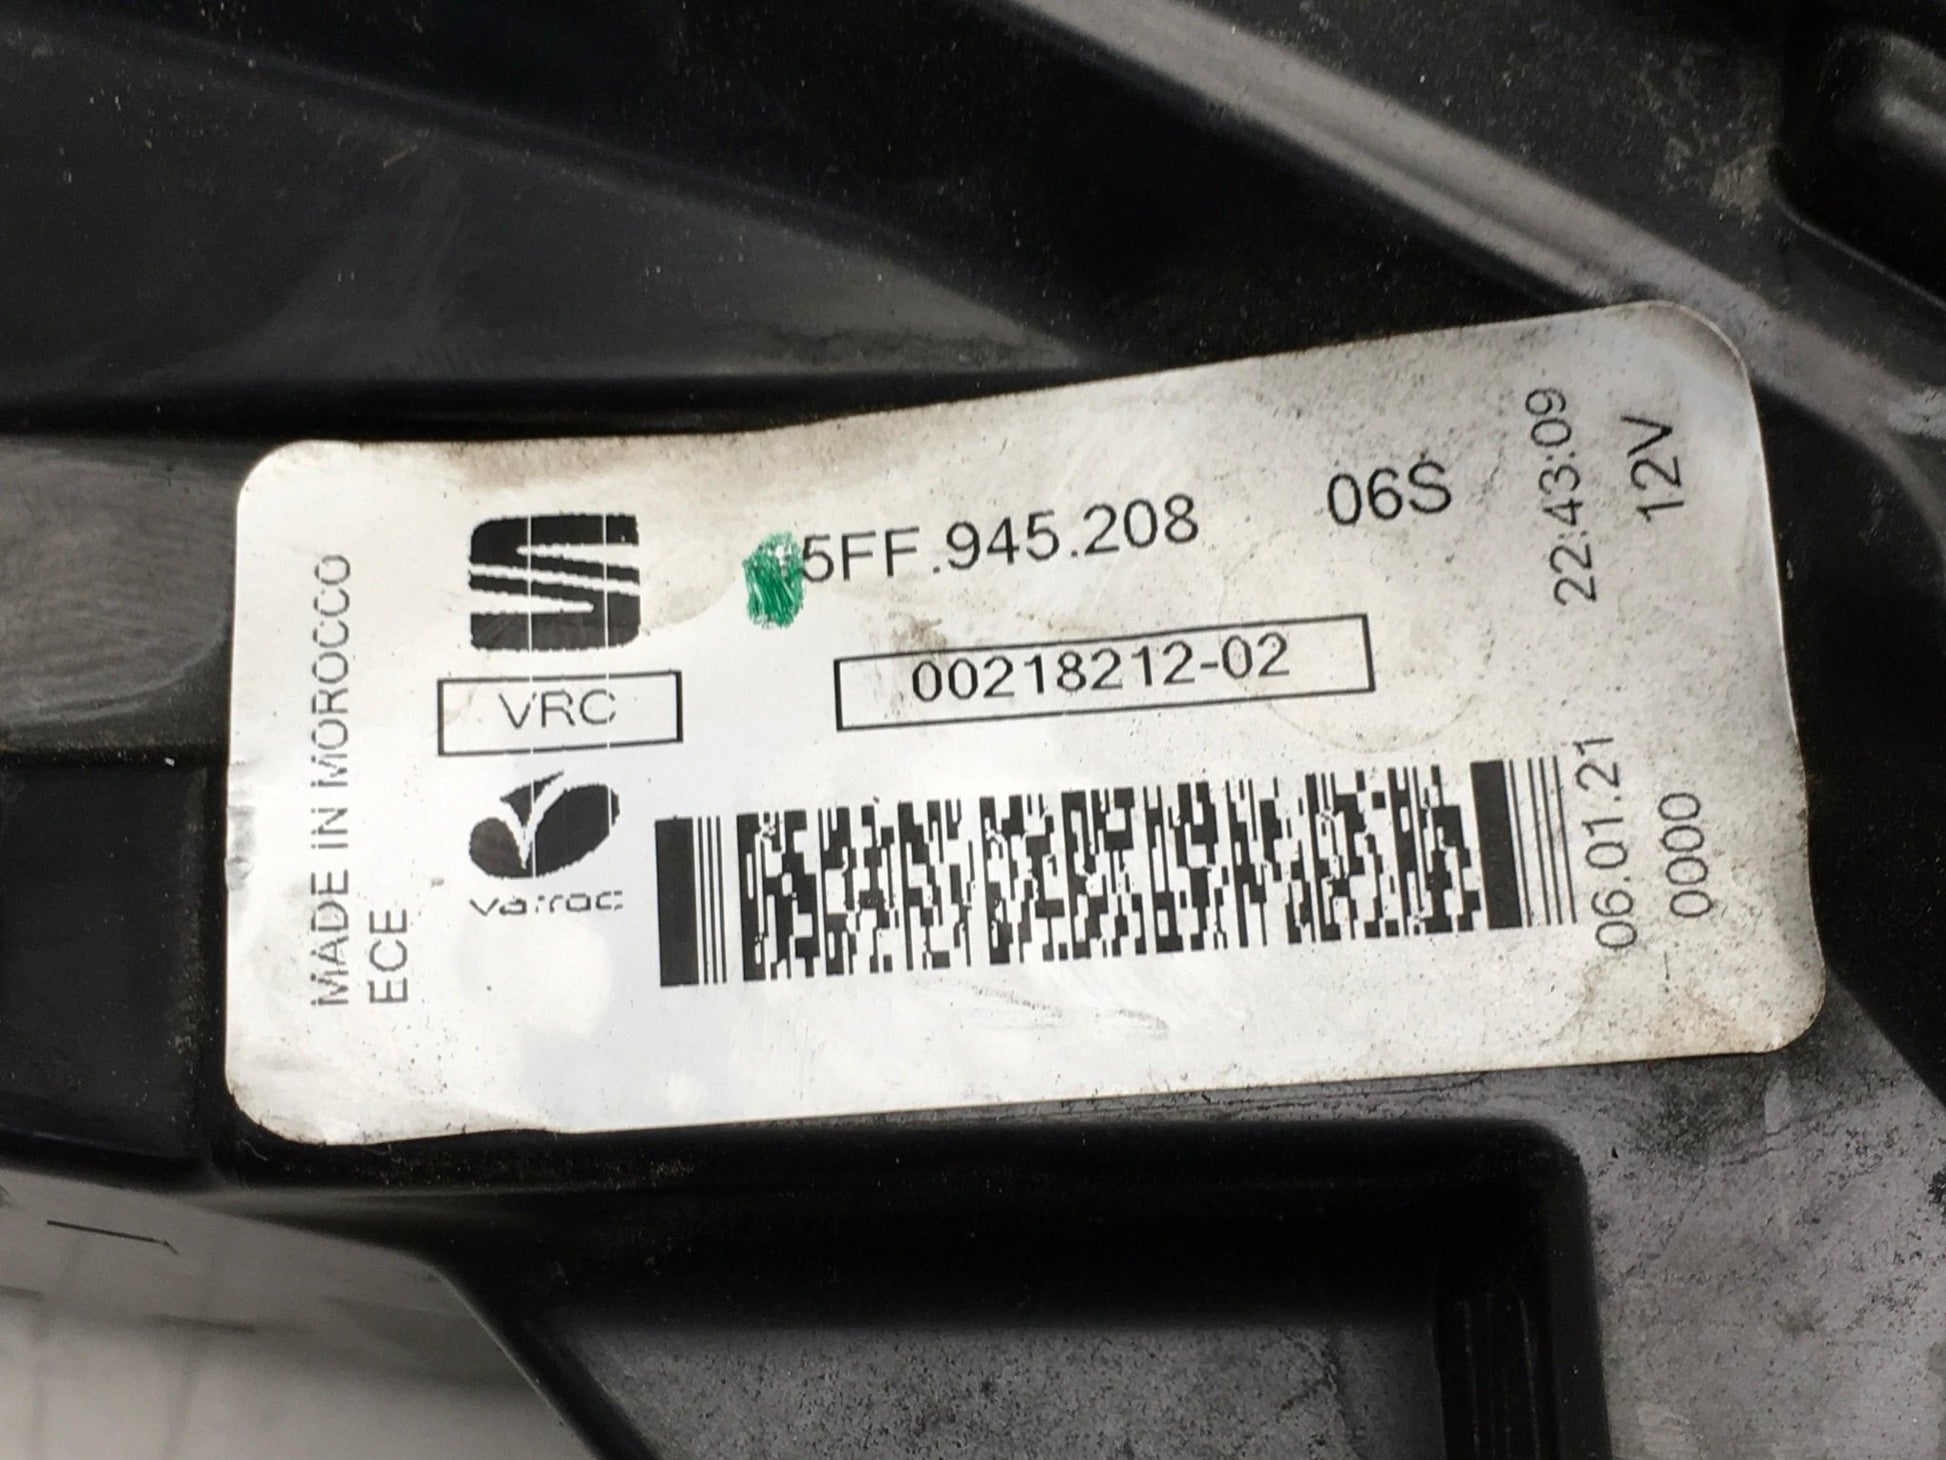 MADE IN MOROCCO
ECE
VRC
Varroc
5FF.945.208 06S
00218212-02
22:43:09
12V
06.01.21
0000